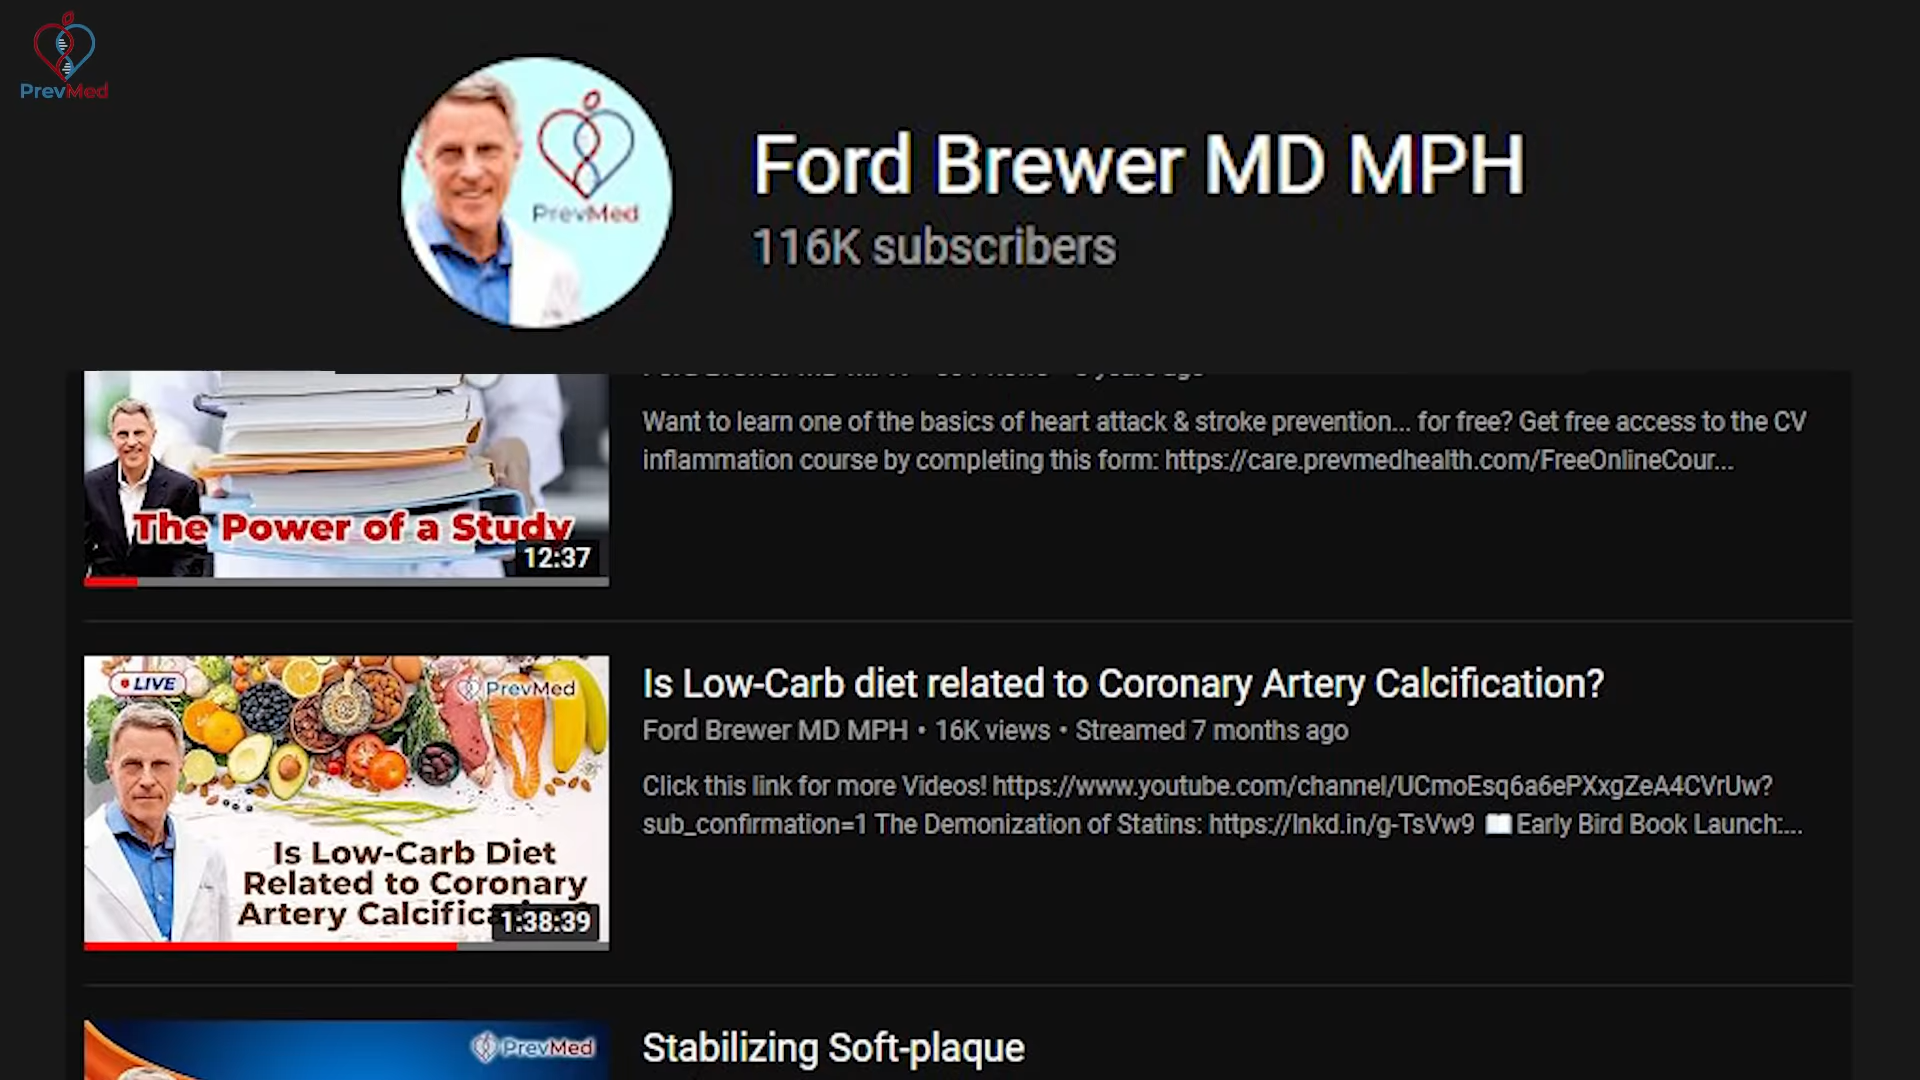 PrevMed
PrevMed
Ford Brewer MD MPH
116K subscribers
Want to learn one of the basics of heart attack & stroke prevention... for free? Get free access to the CV
inflammation course by completing this form: https://care.prevmedhealth.com/FreeOnlineCour...
The Power of a Study
12:37
LIVE
PrevMed
Is Low-Carb Diet
Related to Coronary
Artery Calcific
1:38:39
Is Low-Carb diet related to Coronary Artery Calcification?
Ford Brewer MD MPH • 16K views • Streamed 7 months ago
Click this link for more Videos! https://www.youtube.com/channel/UCmoEsq6a6ePXxgZeA4CVrUw?
sub_confirmation=1 The Demonization of Statins: https://lnkd.in/g-TsVw9 📖Early Bird Book Launch:...
PrevMed
Stabilizing Soft-plaque